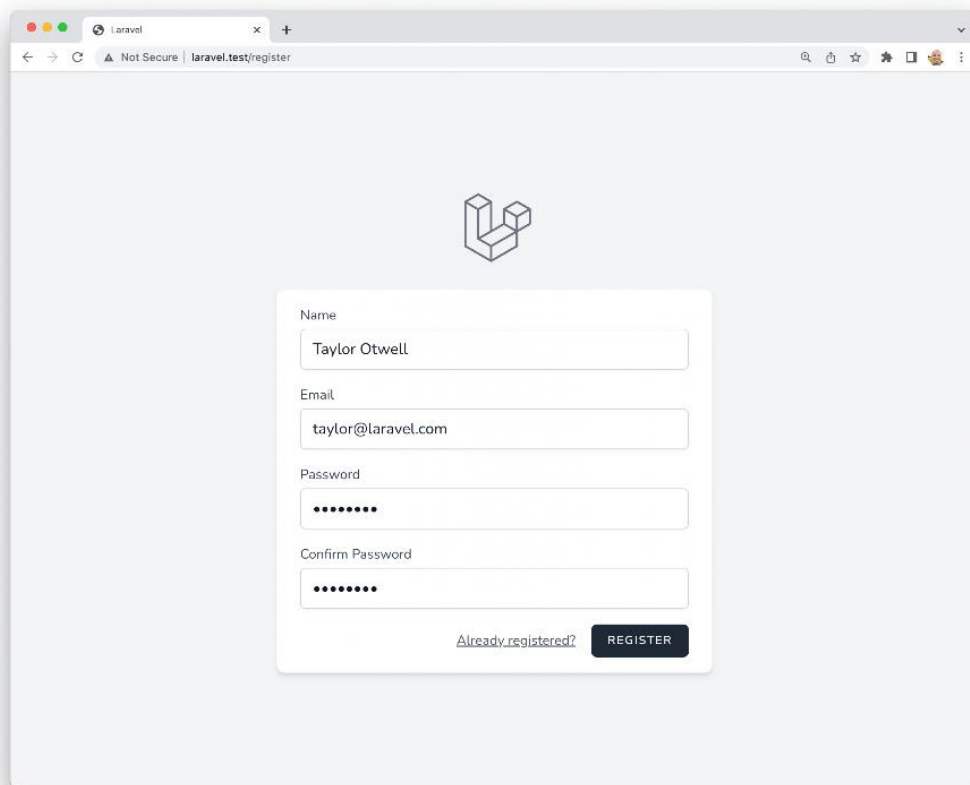 Laravel
Not Secure | laravel.test/register
Name
Taylor Otwell
Email
taylor@laravel.com
Password
••••••••
Confirm Password
••••••••
Already registered? REGISTER